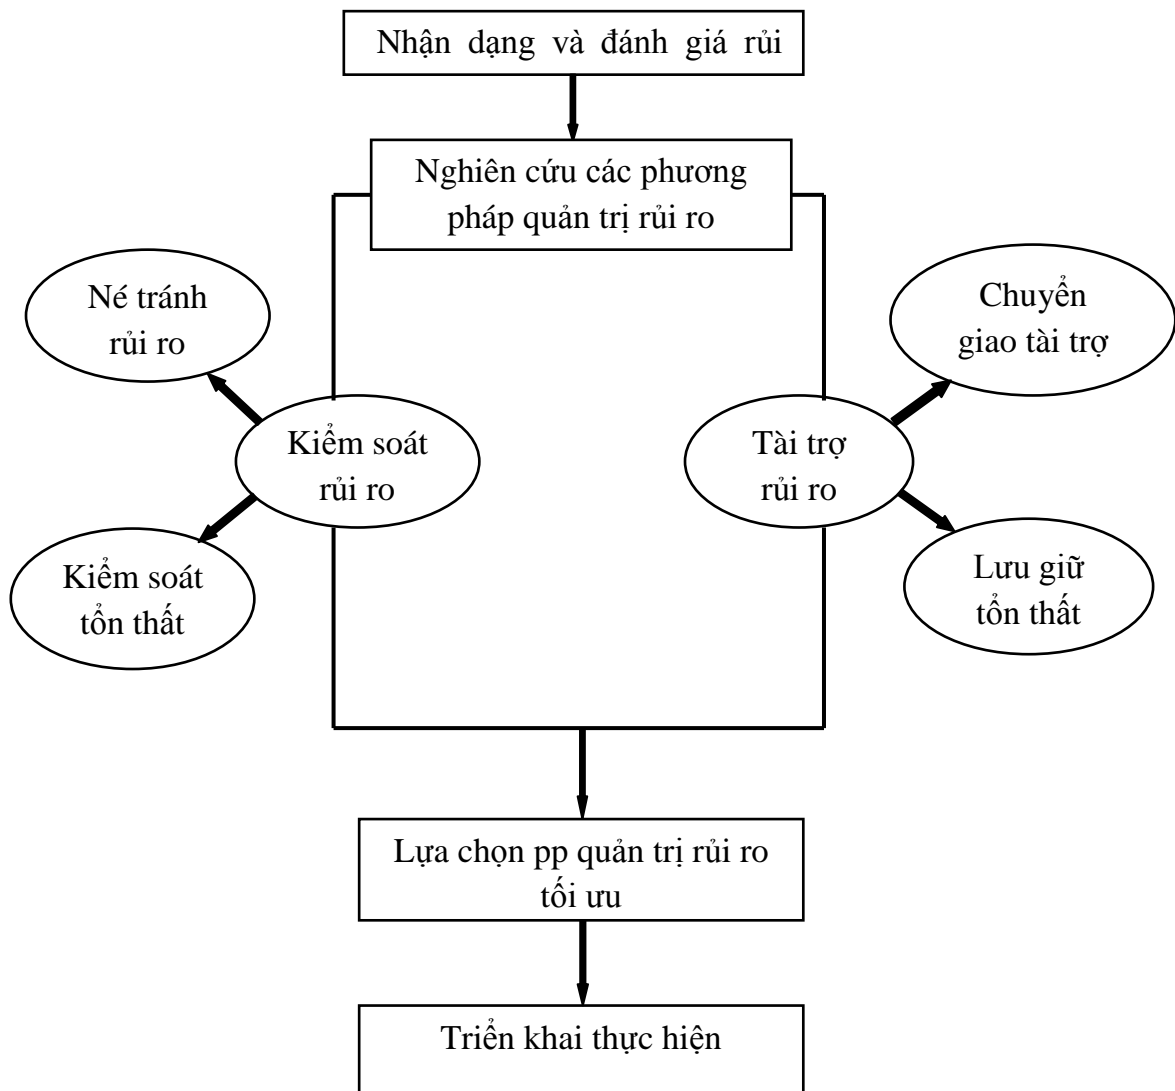 Nhận dạng và đánh giá rủi
Nghiên cứu các phương
pháp quản trị rủi ro
Né tránh
rủi ro
Chuyển
giao tài trợ
Kiểm soát
rủi ro
Tài trợ
rủi ro
Kiểm soát
tổn thất
Lưu giữ
tổn thất
Lựa chọn pp quản trị rủi ro
tối ưu
Triển khai thực hiện